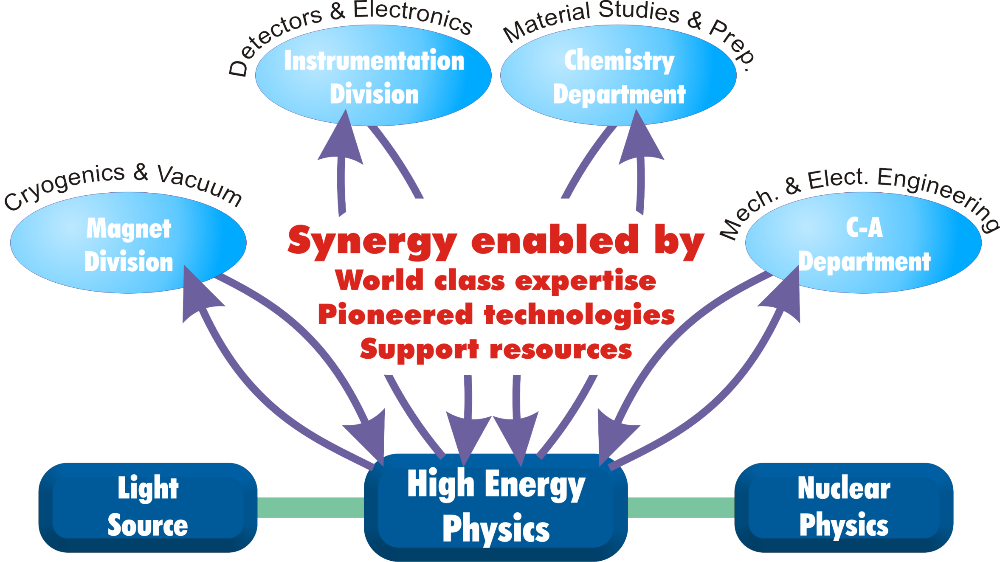 Detectors & Electronics
Instrumentation
Division
Material Studies & Prep.
Chemistry
Department
Cryogenics & Vacuum
Magnet
Division
Mech. & Elect. Engineering
C-A
Department
Synergy enabled by
World class expertise
Pioneered technologies
Support resources
Light
Source
High Energy
Physics
Nuclear
Physics